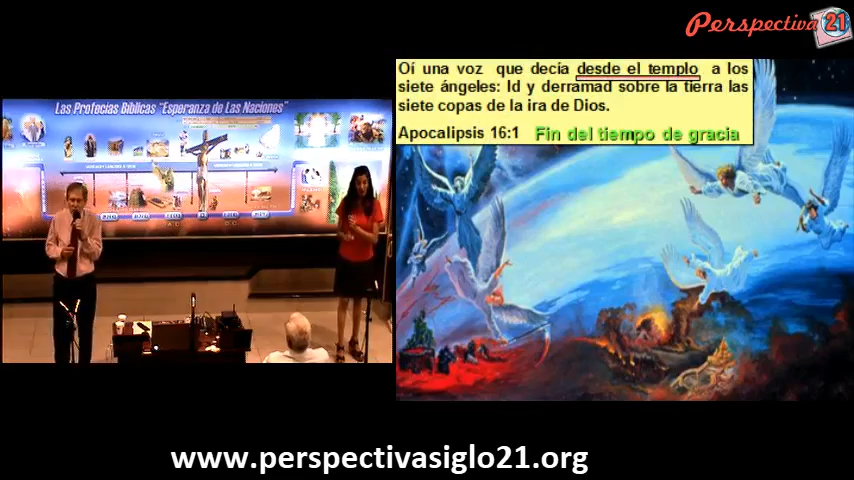 Perspectiva 21
Oí una voz que decía desde el templo a los
siete ángeles: Id y derramad sobre la tierra las
siete copas de la ira de Dios.
Apocalipsis 16:1 Fin del tiempo de gracia
Las Profecías Bíblicas "Esperanza de Las Naciones"
www.perspectivasiglo21.org